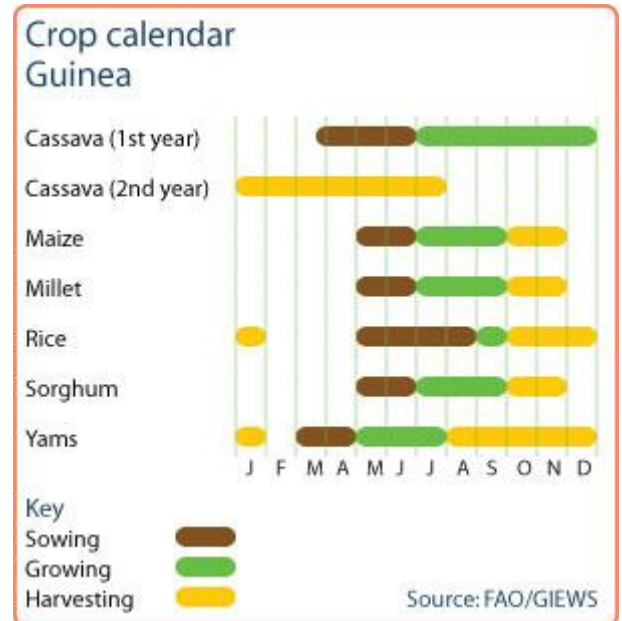 Crop calendar
Guinea
Cassava (1st year)
Cassava (2nd year)
Maize
Millet
Rice
Sorghum
Yams
J F M A M J J A S O N D
Key
Sowing
Growing
Harvesting
Source: FAO/GIEWS